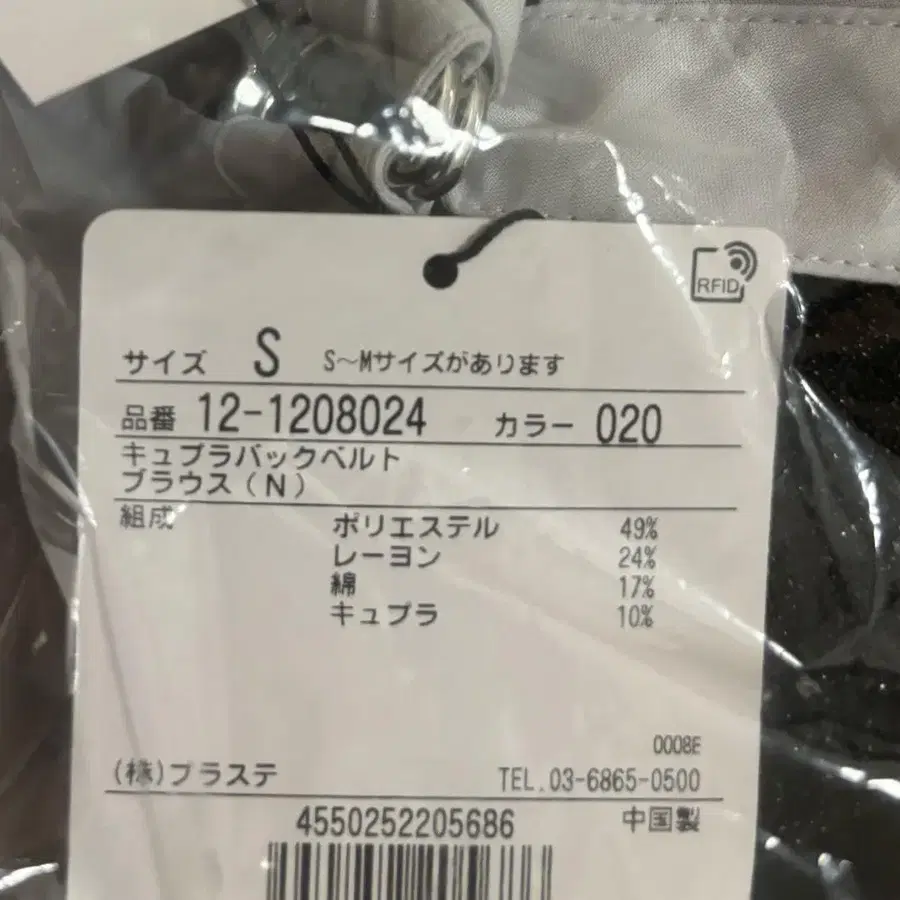 RFID
サイズ S S～Mサイズがあります
品番 12-1208024 カラー 020
キュプラバックベルト
ブラウス(N)
組成 ポリエステル 49%
レーヨン 24%
綿 17%
キュプラ 10%
0008E
(株)プラステ TEL.03-6865-0500
4550252205686 中国製